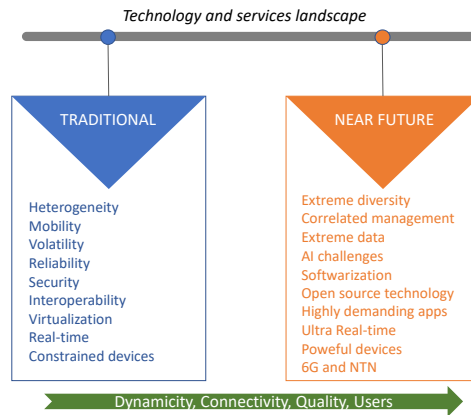 Technology and services landscape
TRADITIONAL
Heterogeneity
Mobility
Volatility
Reliability
Security
Interoperability
Virtualization
Real-time
Constrained devices
NEAR FUTURE
Extreme diversity
Correlated management
Extreme data
AI challenges
Softwarization
Open source technology
Highly demanding apps
Ultra Real-time
Poweful devices
6G and NTN
Dynamicity, Connectivity, Quality, Users